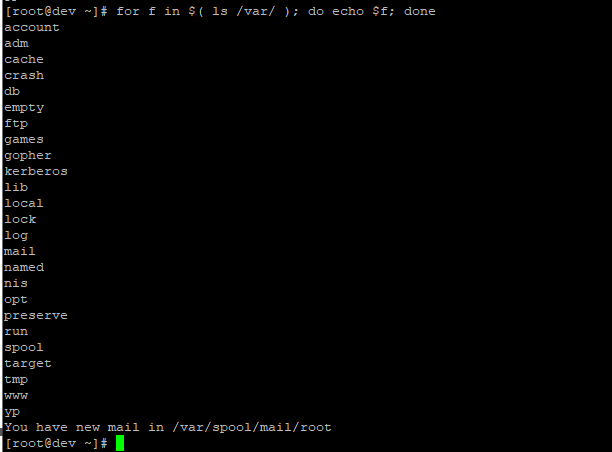 [root@dev ~]# for f in $( ls /var/ ); do echo $f; done
account
adm
cache
crash
db
empty
ftp
games
gopher
kerberos
lib
local
lock
log
mail
named
nis
opt
preserve
run
spool
target
tmp
www
yp
You have new mail in /var/spool/mail/root
[root@dev ~]#